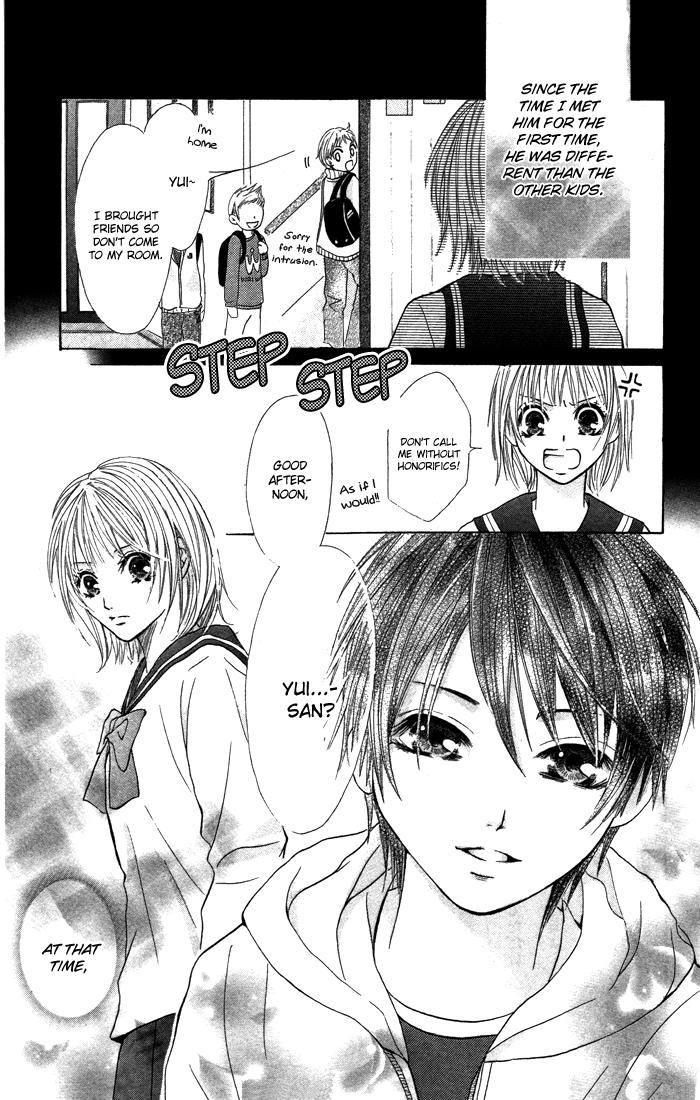 SINCE THE
TIME I MET
HIM FOR THE
FIRST TIME,
HE WAS DIFFE-
RENT THAN THE
OTHER KIDS.
I'm
home
YUI~
I BROUGHT
FRIENDS SO
DON'T COME
TO MY ROOM.
Sorry
for the
intrusion.
STEP
STEP
DON'T CALL
ME WITHOUT
HONORIFICS!
As if I
would!!
GOOD
AFTER-
NOON,
YUI...-
SAN?
AT THAT
TIME,